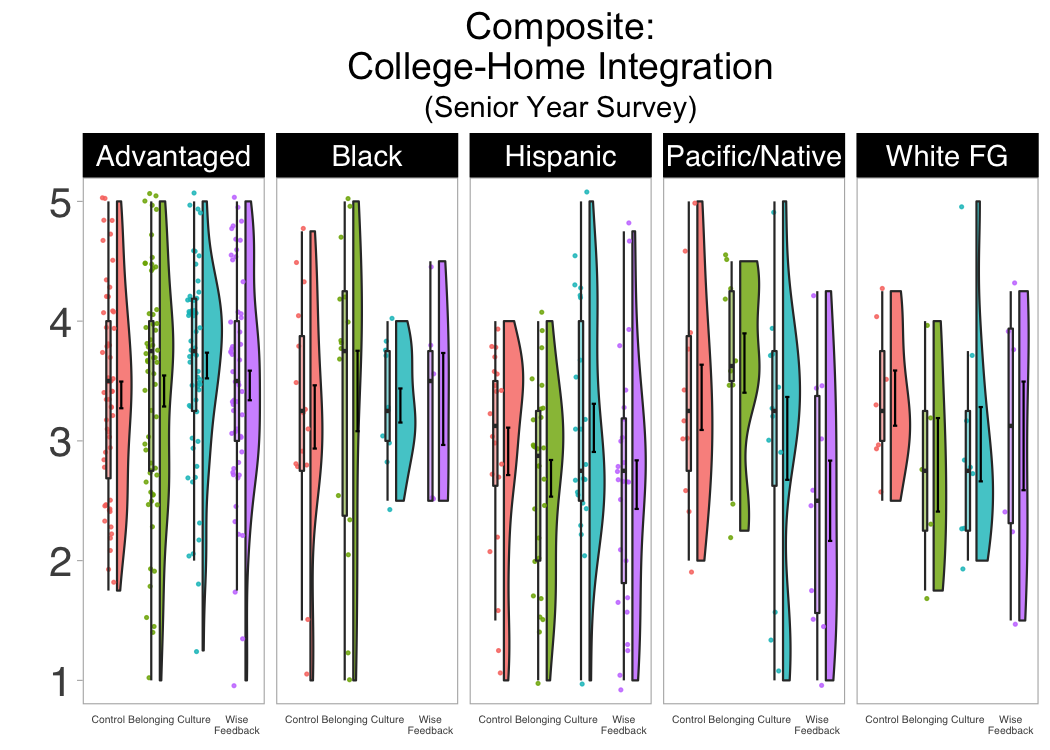 Composite:
College-Home Integration
(Senior Year Survey)
Advantaged Black Hispanic Pacific/Native White FG
5
4
3
2
1
Control Belonging Culture Wise Feedback Control Belonging Culture Wise Feedback Control Belonging Culture Wise Feedback Control Belonging Culture Wise Feedback Control Belonging Culture Wise Feedback